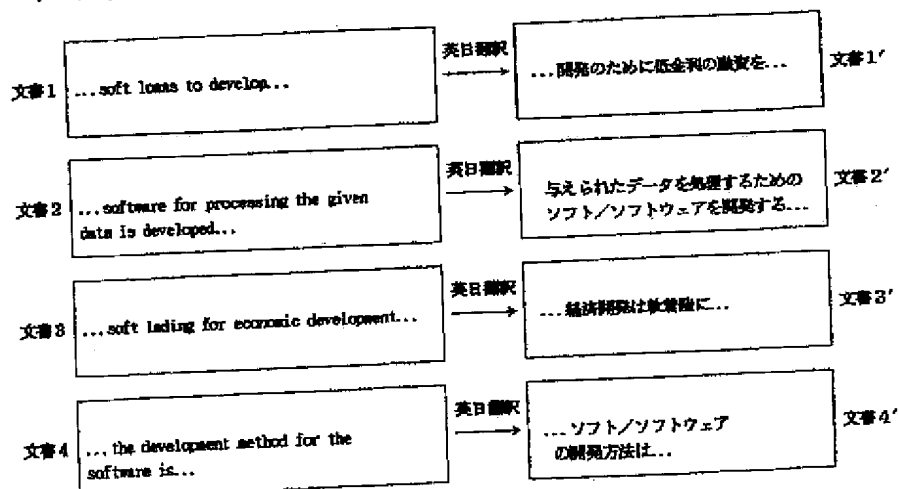 英日翻訳
文書1 ...soft loans to develop... ...開発のために低金利の融資を... 文書1′
英日翻訳
文書2 ...software for processing the given
data is developed...
与えられたデータを処理するための 文書2′
ソフト／ソフトウェアを開発する...
英日翻訳
文書3 ...soft lading for economic development... ...経済開発は軟着陸に... 文書3′
英日翻訳
文書4 ...the development method for the
software is...
...ソフト／ソフトウェア 文書4′
の開発方法は...